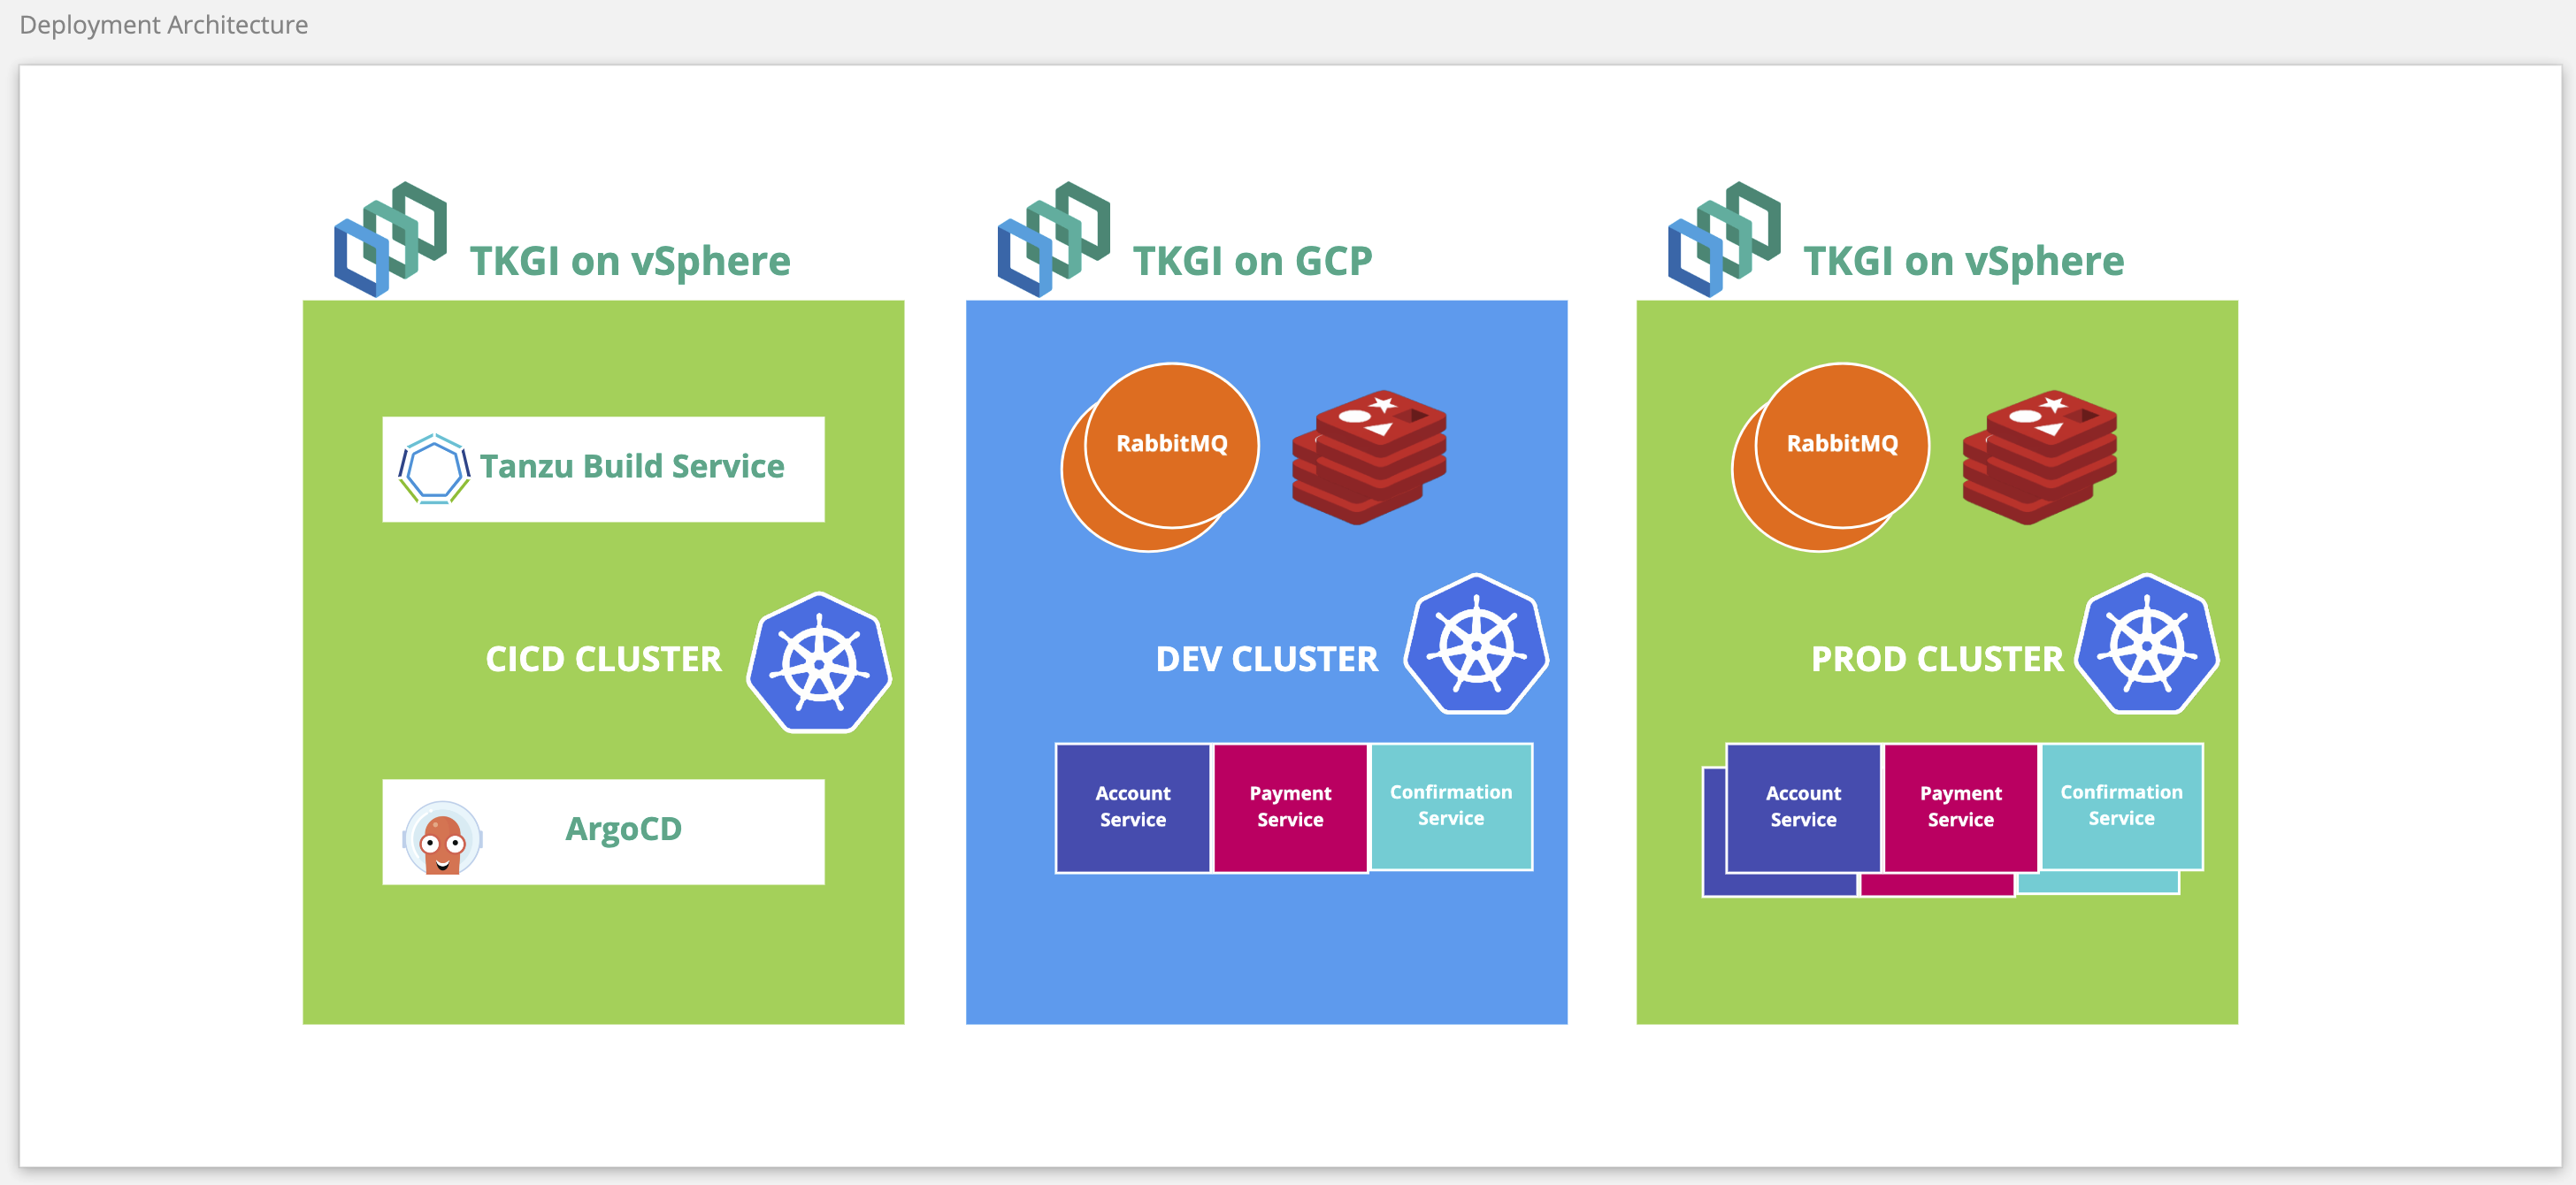 Deployment Architecture
TKGI on vSphere
Tanzu Build Service
CICD CLUSTER
ArgoCD
TKGI on GCP
RabbitMQ
DEV CLUSTER
Account
Service
Payment
Service
Confirmation
Service
TKGI on vSphere
RabbitMQ
PROD CLUSTER
Account
Service
Payment
Service
Confirmation
Service